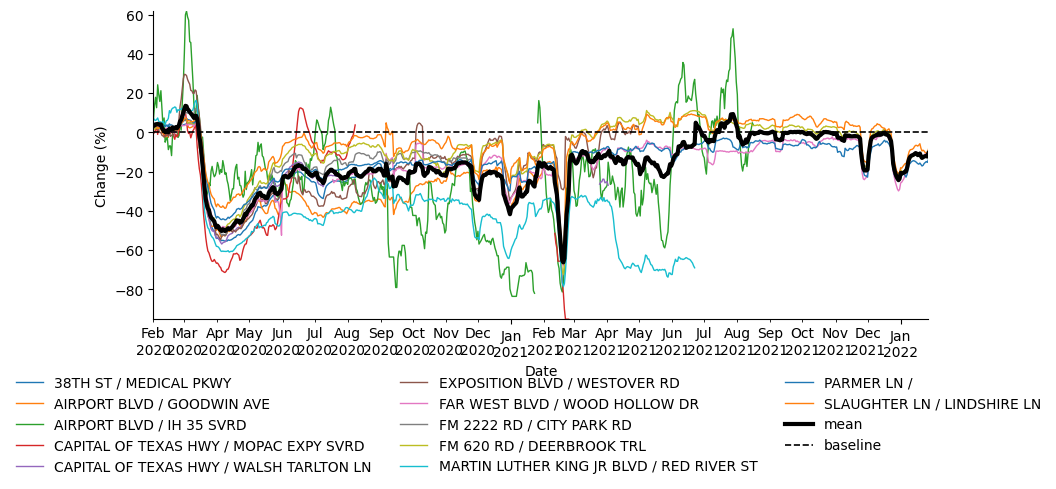 60
40
20
0
−20
−40
−60
−80
Change (%)
Feb Mar Apr May Jun Jul Aug Sep Oct Nov Dec Jan Feb Mar Apr May Jun Jul Aug Sep Oct Nov Dec Jan
2020 2020 2020 2020 2020 2020 2020 2020 2020 2020 2020 2021 2021 2021 2021 2021 2021 2021 2021 2021 2021 2021 2021 2022
Date
38TH ST / MEDICAL PKWY
AIRPORT BLVD / GOODWIN AVE
AIRPORT BLVD / IH 35 SVRD
CAPITAL OF TEXAS HWY / MOPAC EXPY SVRD
CAPITAL OF TEXAS HWY / WALSH TARLTON LN
EXPOSITION BLVD / WESTOVER RD
FAR WEST BLVD / WOOD HOLLOW DR
FM 2222 RD / CITY PARK RD
FM 620 RD / DEERBROOK TRL
MARTIN LUTHER KING JR BLVD / RED RIVER ST
PARMER LN /
SLAUGHTER LN / LINDSHIRE LN
mean
baseline